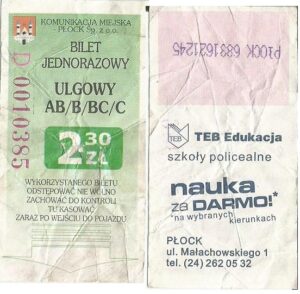 KOMUNIKACJA MIEJSKA
PŁOCK Sp. z o.o.
BILET
JEDNORAZOWY
ULGOWY
AB/B/BC/C
2 30 ZŁ
WYKORZYSTANEGO BILETU
ODSTĘPOWAĆ NIE WOLNO
ZACHOWAĆ DO KONTROLI
TU KASOWAĆ
ZARAZ PO WEJŚCIU DO POJAZDU
D 0010385
PŁOCK 6831621245
TEB
TEB Edukacja
szkoły policealne
nauka
za DARMO!*
*na wybranych
kierunkach
PŁOCK
ul. Małachowskiego 1
tel. (24) 262 05 32